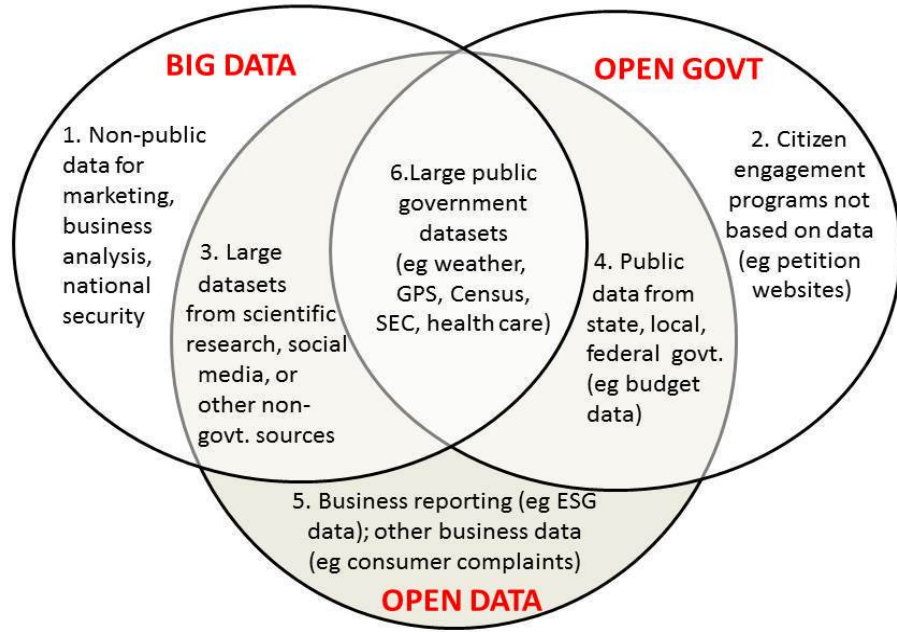 BIG DATA
OPEN GOVT
1. Non-public
data for
marketing,
business
analysis,
national
security
2. Citizen
engagement
programs not
based on data
(eg petition
websites)
3. Large
datasets
from scientific
research, social
media, or
other non-
govt. sources
6.Large public
government
datasets
(eg weather,
GPS, Census,
SEC, health care)
4. Public
data from
state, local,
federal govt.
(eg budget
data)
5. Business reporting (eg ESG
data); other business data
(eg consumer complaints)
OPEN DATA